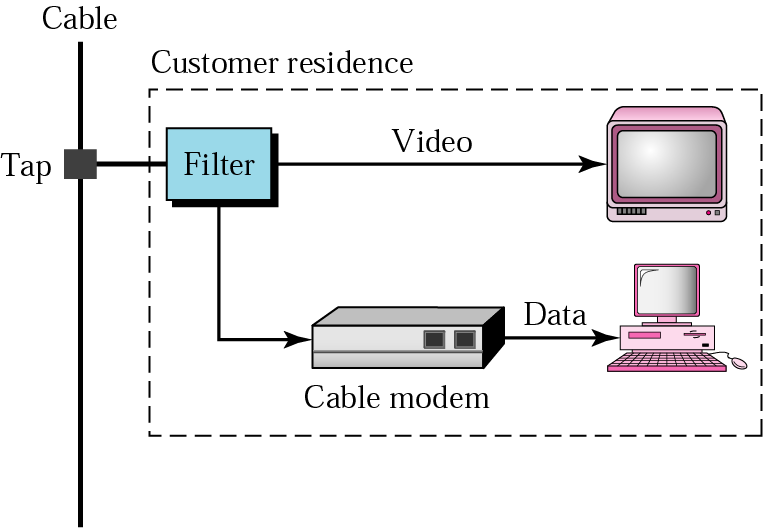 Cable
Customer residence
Tap
Filter
Video
Data
Cable modem